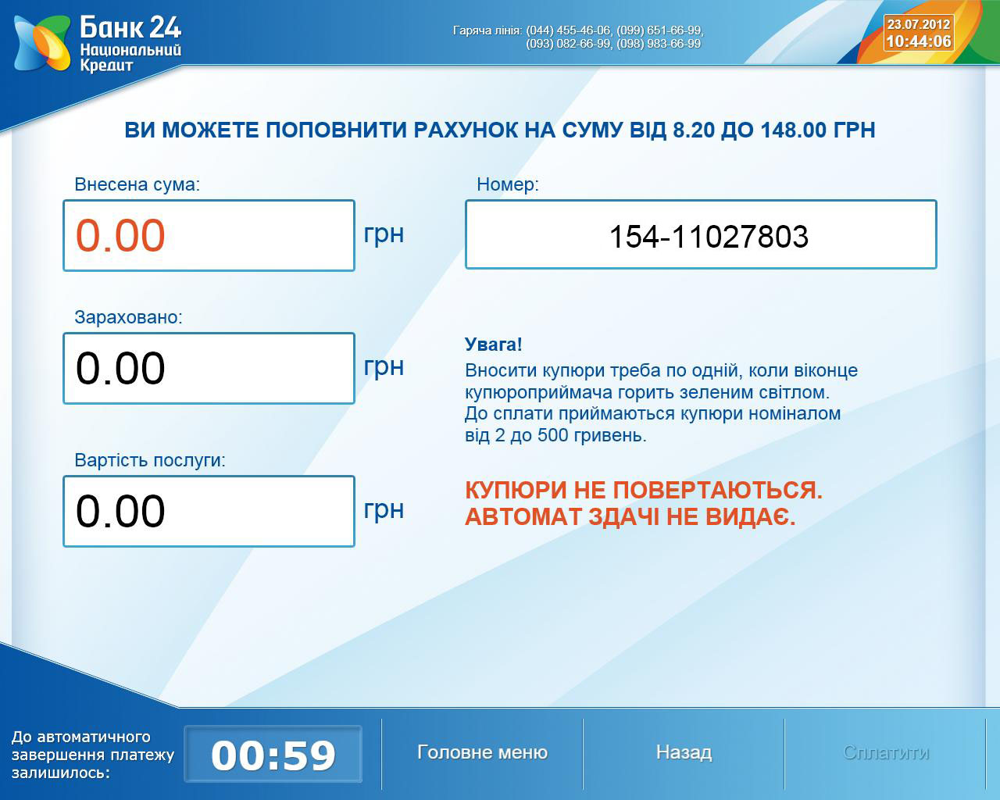 Банк 24
Національний
Кредит
Гаряча лінія: (044) 455-46-06, (099) 651-66-99,
(093) 082-66-99, (098) 983-66-99
23.07.2012
10:44:06
ВИ МОЖЕТЕ ПОПОВНИТИ РАХУНОК НА СУМУ ВІД 8.20 ДО 148.00 ГРН
Внесена сума:
0.00 грн
Номер:
154-11027803
Зараховано:
0.00 грн
Вартість послуги:
0.00 грн
Увага!
Вносити купюри треба по одній, коли віконце
купюроприймача горить зеленим світлом.
До сплати приймаються купюри номіналом
від 2 до 500 гривень.
КУПЮРИ НЕ ПОВЕРТАЮТЬСЯ.
АВТОМАТ ЗДАЧІ НЕ ВИДАЄ.
До автоматичного
завершення платежу
залишилось:
00:59
Головне меню
Назад
Сплатити